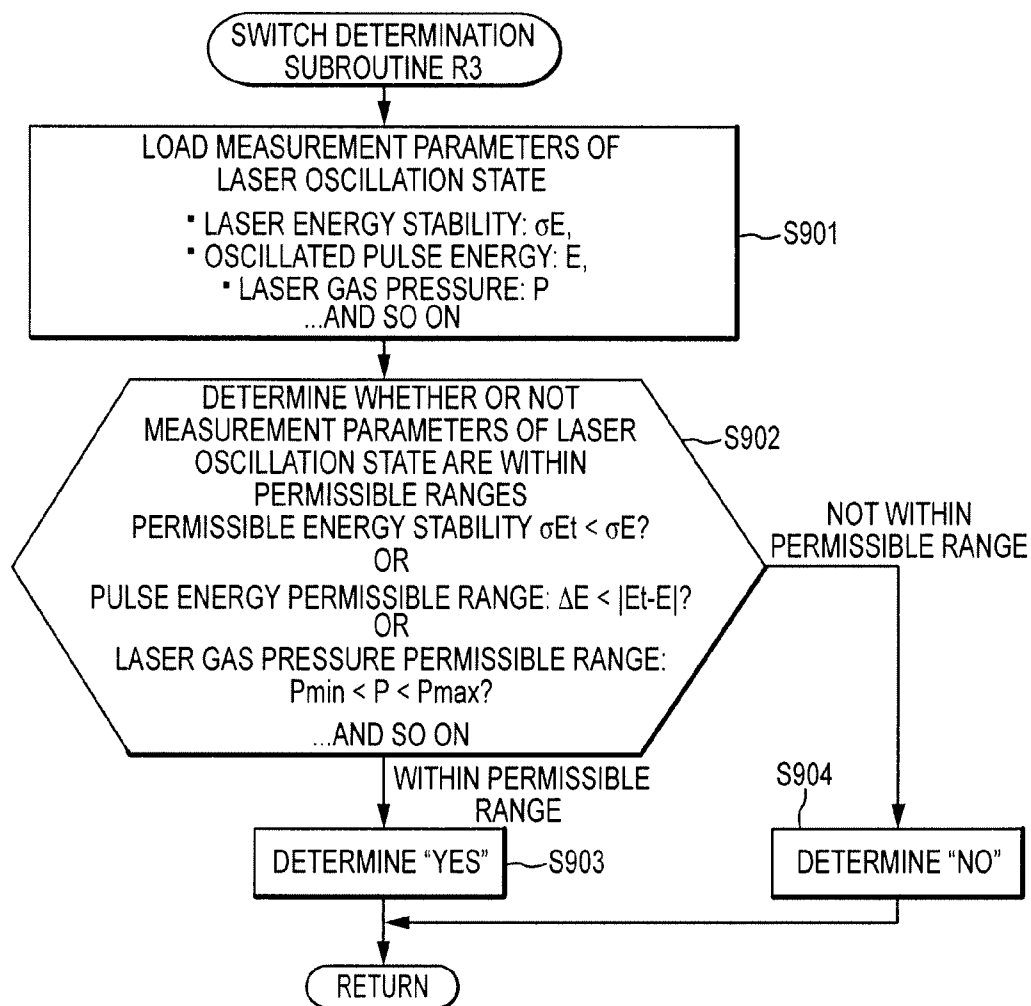 SWITCH DETERMINATION
SUBROUTINE R3
LOAD MEASUREMENT PARAMETERS OF
LASER OSCILLATION STATE
▪ LASER ENERGY STABILITY: σE,
▪ OSCILLATED PULSE ENERGY: E,
▪ LASER GAS PRESSURE: P
...AND SO ON
S901
DETERMINE WHETHER OR NOT
MEASUREMENT PARAMETERS OF LASER
OSCILLATION STATE ARE WITHIN
PERMISSIBLE RANGES
PERMISSIBLE ENERGY STABILITY σEt < σE?
OR
PULSE ENERGY PERMISSIBLE RANGE: ΔE < |Et-E|?
OR
LASER GAS PRESSURE PERMISSIBLE RANGE:
Pmin < P < Pmax?
...AND SO ON
S902
NOT WITHIN
PERMISSIBLE RANGE
WITHIN PERMISSIBLE
RANGE
DETERMINE “YES”
S903
S904
DETERMINE “NO”
RETURN